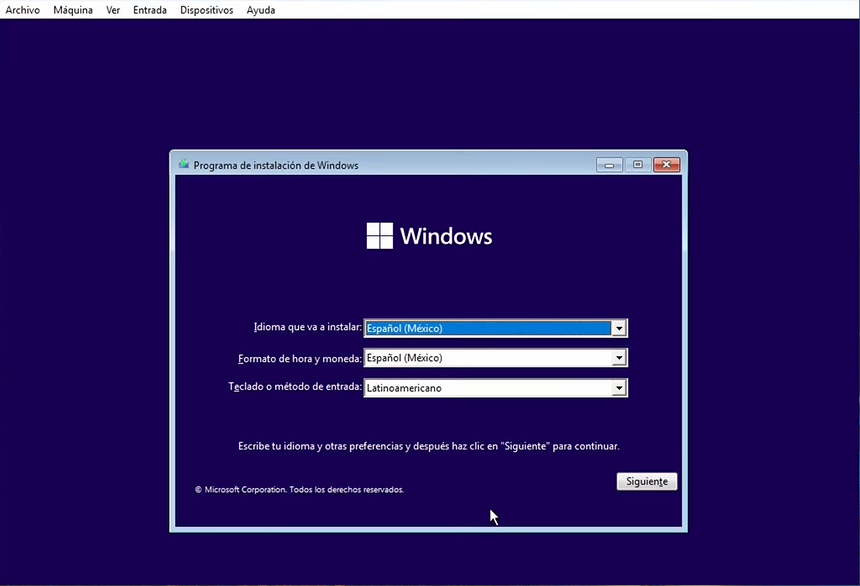 Archivo Máquina Ver Entrada Dispositivos Ayuda
Programa de instalación de Windows
Windows
Idioma que va a instalar: Español (México)
Formato de hora y moneda: Español (México)
Teclado o método de entrada: Latinoamericano
Escribe tu idioma y otras preferencias y después haz clic en "Siguiente" para continuar.
Siguiente
© Microsoft Corporation. Todos los derechos reservados.